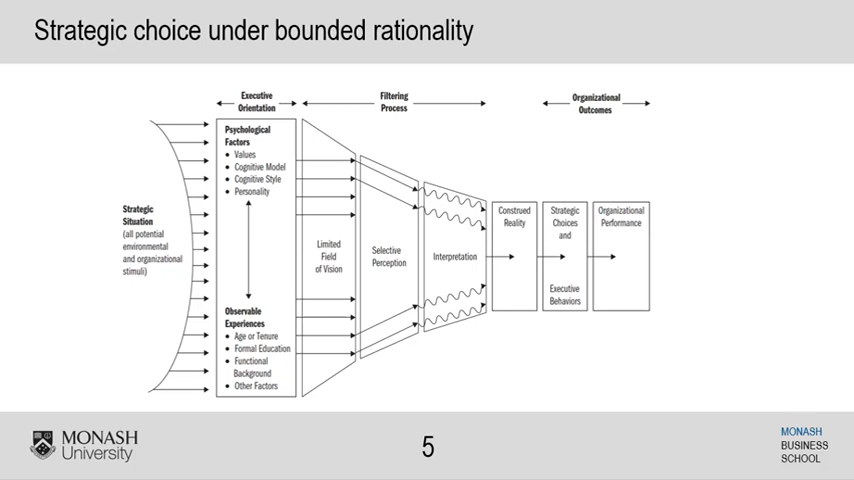 Strategic choice under bounded rationality
Executive
Orientation
Filtering
Process
Organizational
Outcomes
Strategic
Situation
(all potential
environmental
and organizational
stimuli)
Psychological
Factors
• Values
• Cognitive Model
• Cognitive Style
• Personality
Observable
Experiences
• Age or Tenure
• Formal Education
• Functional
Background
• Other Factors
Limited
Field
of Vision
Selective
Perception
Interpretation
Construed
Reality
Strategic
Choices
and
Executive
Behaviors
Organizational
Performance
MONASH
University
5
MONASH
BUSINESS
SCHOOL